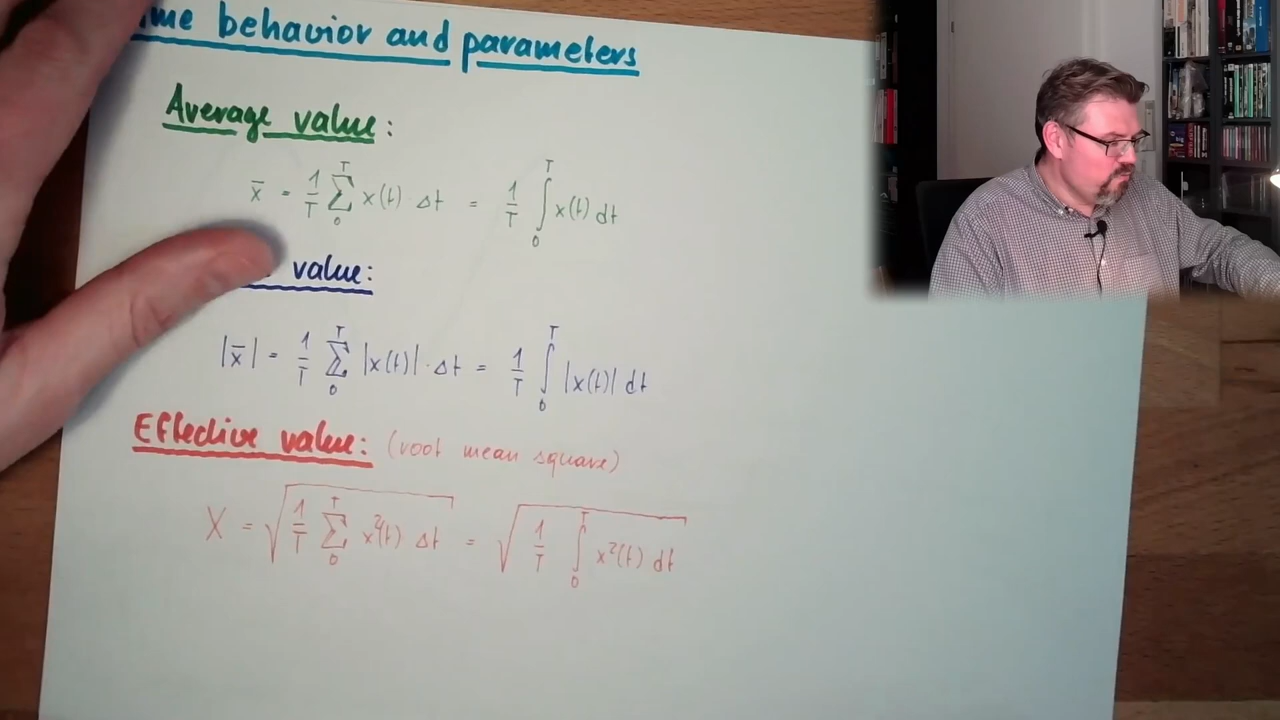 me behavior and parameters
Average value:
x̄ = 1/T ∑₀ᵀ x(t) Δt = 1/T ∫₀ᵀ x(t) dt
value:
|x̄| = 1/T ∑₀ᵀ |x(t)| · Δt = 1/T ∫₀ᵀ |x(t)| dt
Effective value: (root mean square)
X = √(1/T ∑₀ᵀ x²(t) Δt) = √(1/T ∫₀ᵀ x²(t) dt)